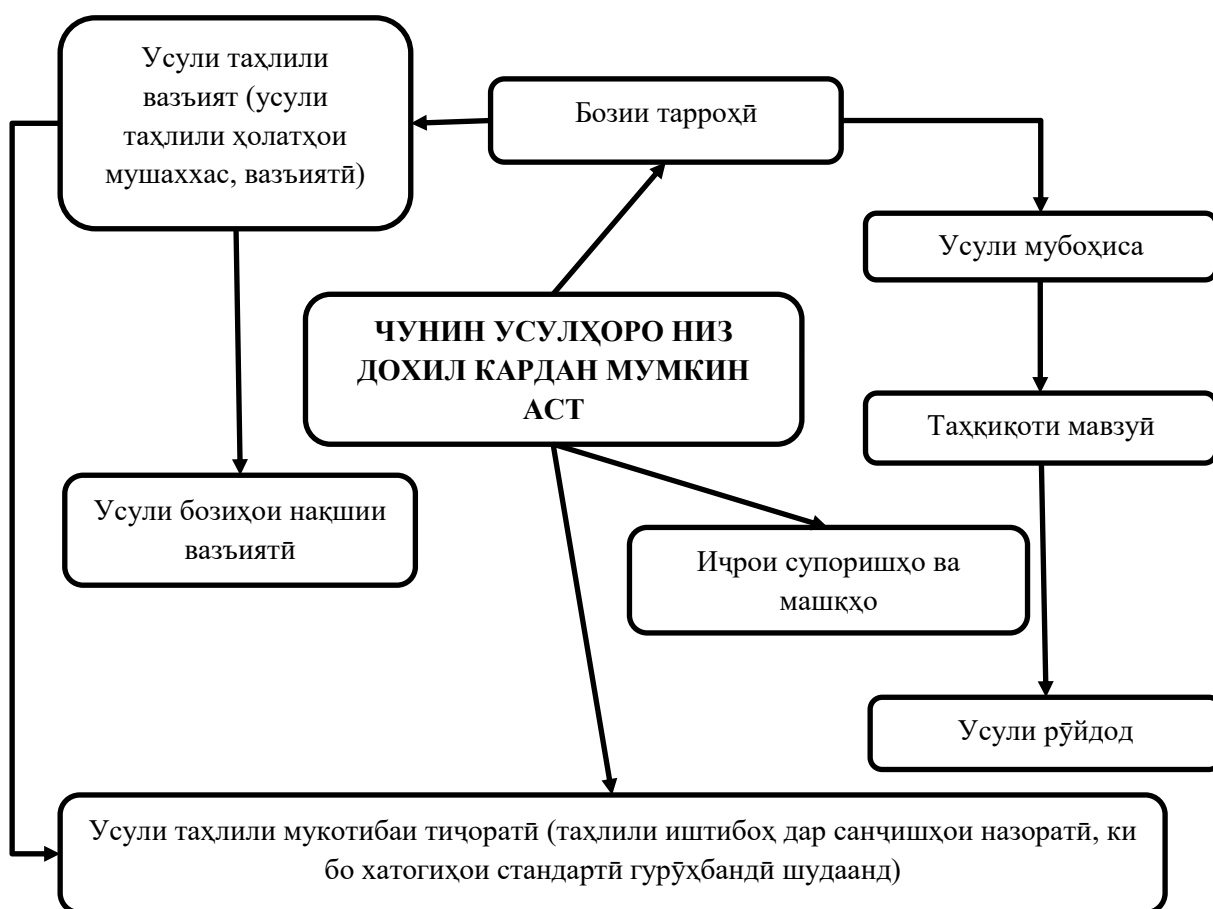 Усули таҳлили
вазъият (усули
таҳлили ҳолатҳои
мушаххас, вазъиятӣ)
Бозии тарроҳӣ
Усули мубоҳиса
ЧУНИН УСУЛҲОРО НИЗ
ДОХИЛ КАРДАН МУМКИН
АСТ
Таҳқиқоти мавзуӣ
Усули бозиҳои нақшии
вазъиятӣ
Иҷрои супоришҳо ва
машқҳо
Усули рӯйдод
Усули таҳлили мукотибаи тиҷоратӣ (таҳлили иштибоҳ дар санҷишҳои назоратӣ, ки
бо хатогиҳои стандартӣ гурӯҳбандӣ шудаанд)